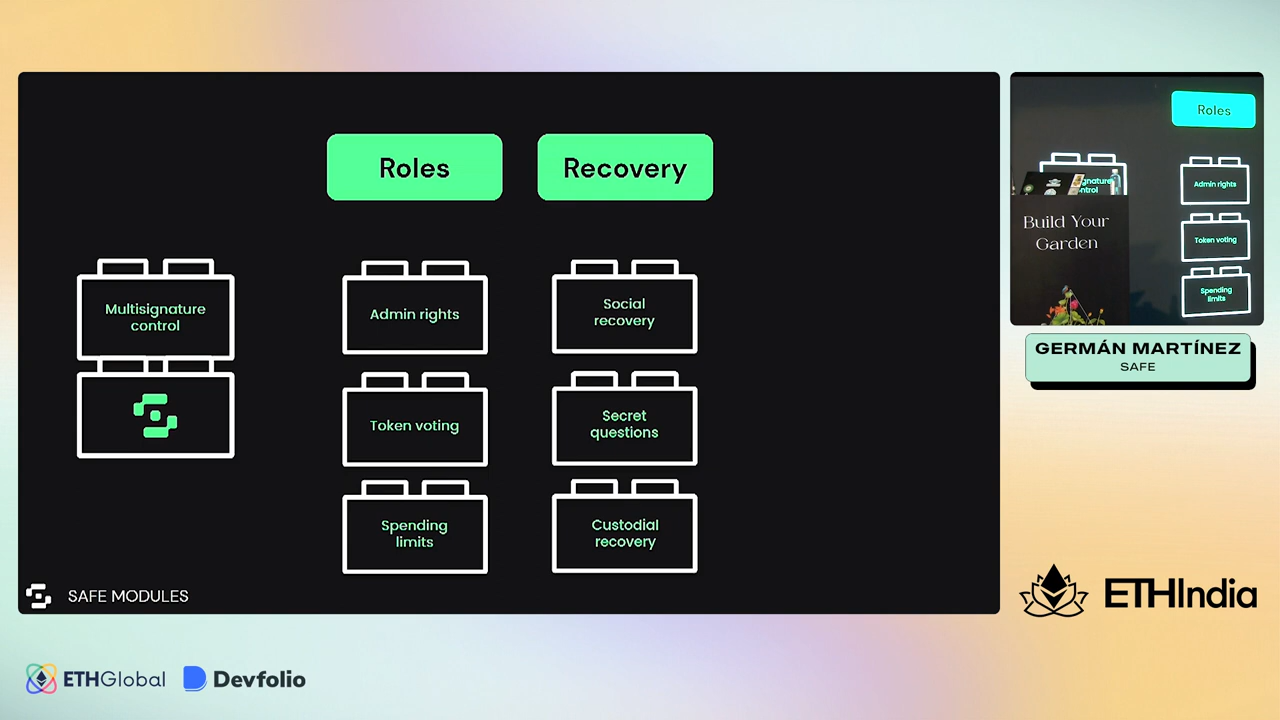 Roles
Recovery
Multisignature
control
Admin rights
Social
recovery
Token voting
Secret
questions
Spending
limits
Custodial
recovery
SAFE MODULES
Roles
Admin rights
Token voting
Spending
limits
Build Your
Garden
GERMÁN MARTÍNEZ
SAFE
ETHIndia
ETHGlobal
Devfolio